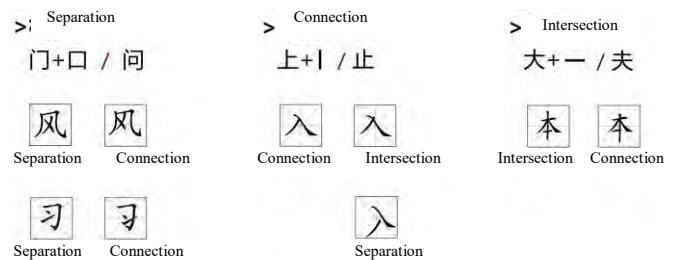 > Separation
门+口 / 问
风 风
Separation Connection
习 习
Separation Connection
> Connection
上+丨 / 止
入 入
Connection Intersection
入
Separation
> Intersection
大+一 / 夫
本 本
Intersection Connection